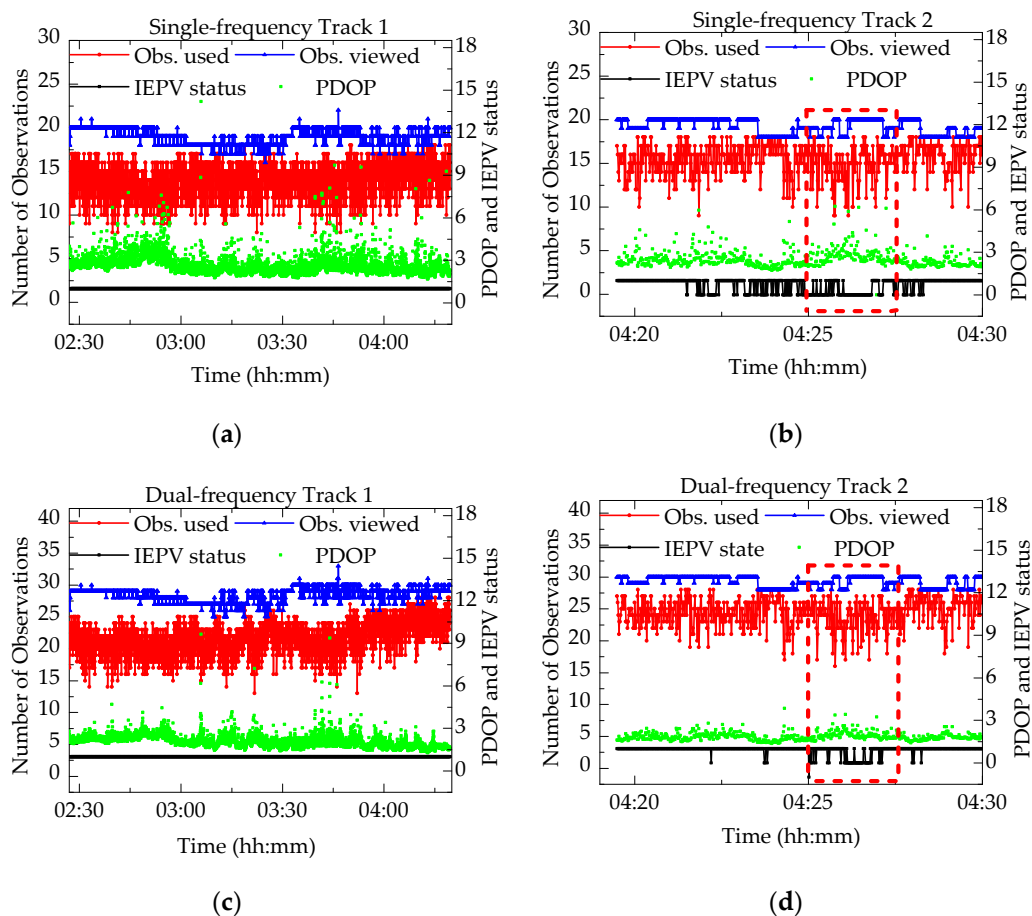 Single-frequency Track 1
Obs. used Obs. viewed
IEPV status PDOP
Number of Observations
30
25
20
15
10
5
0
PDOP and IEPV status
18
15
12
9
6
3
0
02:30 03:00 03:30 04:00
Time (hh:mm)
(a)
Single-frequency Track 2
Obs. used Obs. viewed
IEPV status PDOP
Number of Observations
30
25
20
15
10
5
0
PDOP and IEPV status
18
15
12
9
6
3
0
04:20 04:25 04:30
Time (hh:mm)
(b)
Dual-frequency Track 1
Obs. used Obs. viewed
IEPV status PDOP
Number of Observations
40
35
30
25
20
15
10
5
0
PDOP and IEPV status
18
15
12
9
6
3
0
02:30 03:00 03:30 04:00
Time (hh:mm)
(c)
Dual-frequency Track 2
Obs. used Obs. viewed
IEPV state PDOP
Number of Observations
40
35
30
25
20
15
10
5
0
PDOP and IEPV status
18
15
12
9
6
3
0
04:20 04:25 04:30
Time (hh:mm)
(d)